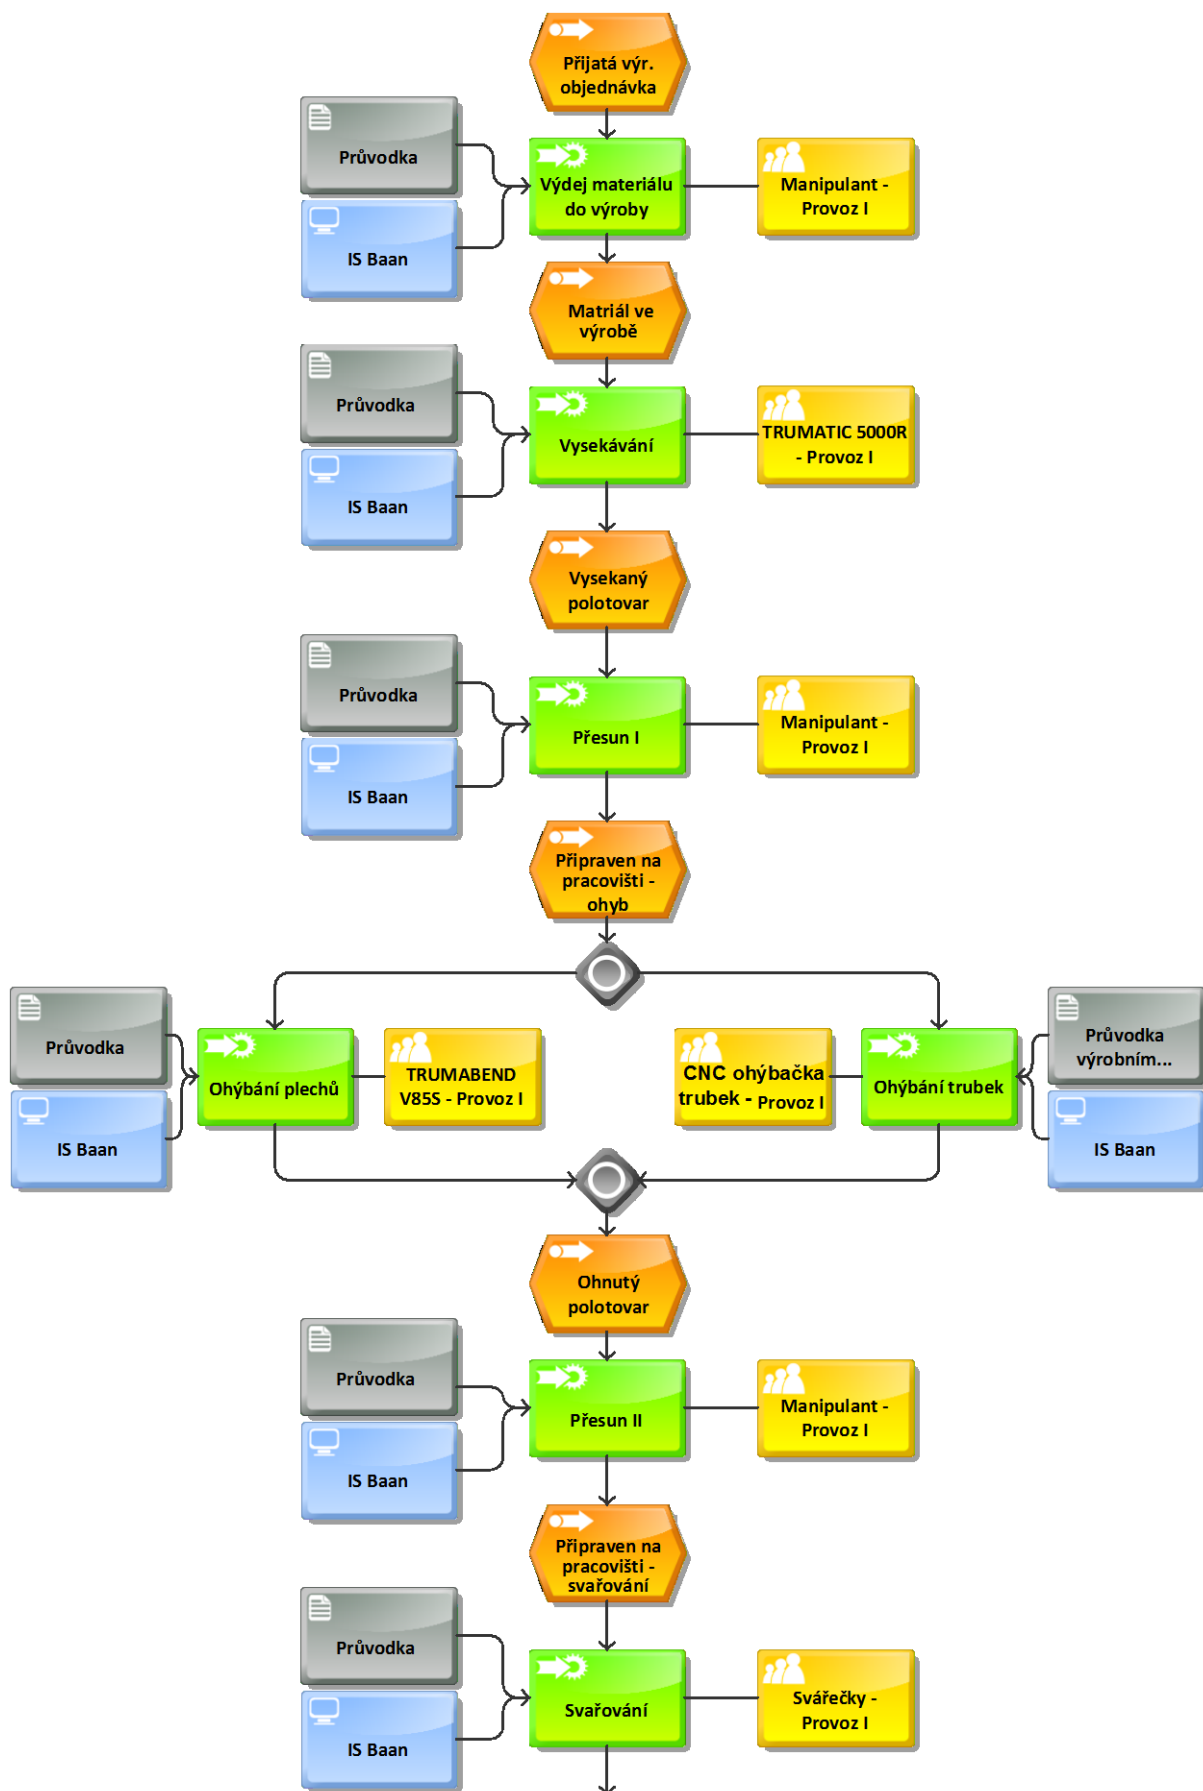 Přijatá výr.
objednávka
Průvodka
Výdej materiálu
do výroby
Manipulant -
Provoz I
IS Baan
Matriál ve
výrobě
Průvodka
Vysekávání
TRUMATIC 5000R
- Provoz I
IS Baan
Vysekaný
polotovar
Průvodka
Přesun I
Manipulant -
Provoz I
IS Baan
Připraven na
pracovišti -
ohyb
Průvodka
IS Baan
Ohýbání plechů
TRUMABEND
V85S - Provoz I
CNC ohýbačka
trubek - Provoz I
Ohýbání trubek
Průvodka
výrobním...
IS Baan
Ohnutý
polotovar
Průvodka
Přesun II
Manipulant -
Provoz I
IS Baan
Připraven na
pracovišti -
svařování
Průvodka
Svařování
Svářečky -
Provoz I
IS Baan